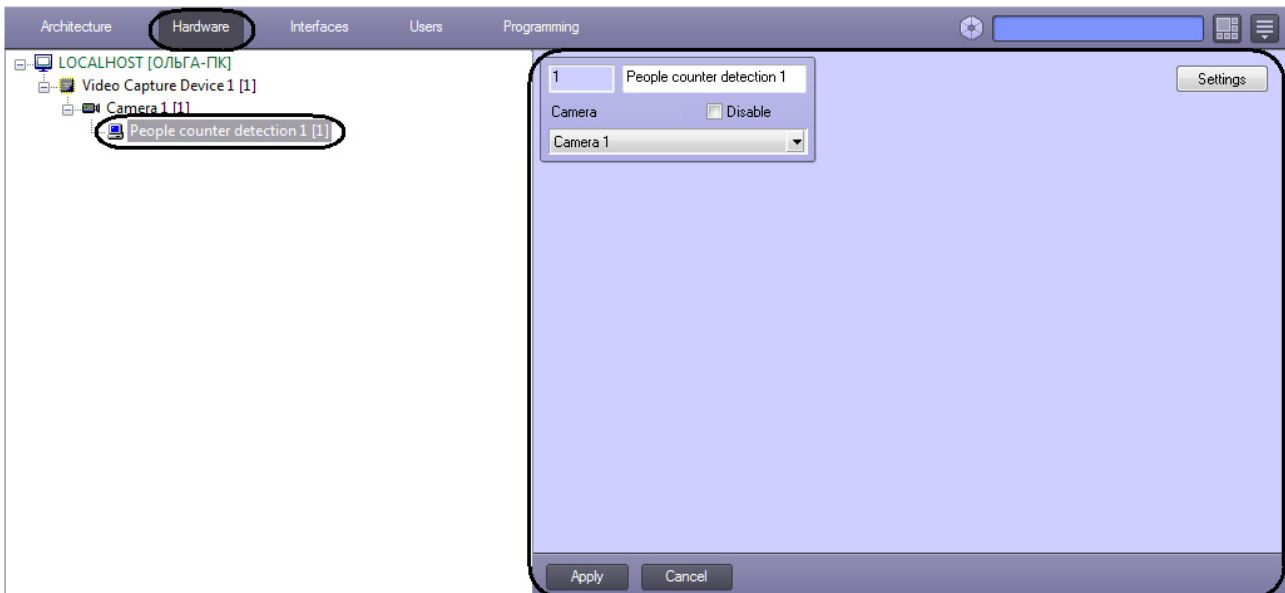 Architecture Hardware Interfaces Users Programming
LOCALHOST [ОЛЬГА-ПК]
Video Capture Device 1 [1]
Camera 1 [1]
People counter detection 1 [1]
1 People counter detection 1 Settings
Camera Disable
Camera 1
Apply Cancel